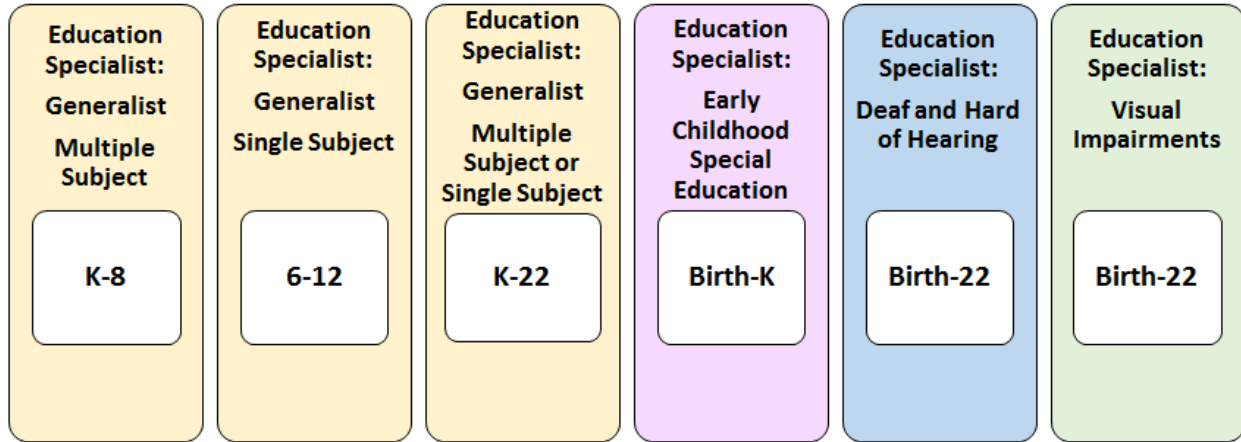 Education
Specialist:
Generalist
Multiple
Subject
K-8
Education
Specialist:
Generalist
Single Subject
6-12
Education
Specialist:
Generalist
Multiple
Subject or
Single Subject
K-22
Education
Specialist:
Early
Childhood
Special
Education
Birth-K
Education
Specialist:
Deaf and Hard
of Hearing
Birth-22
Education
Specialist:
Visual
Impairments
Birth-22